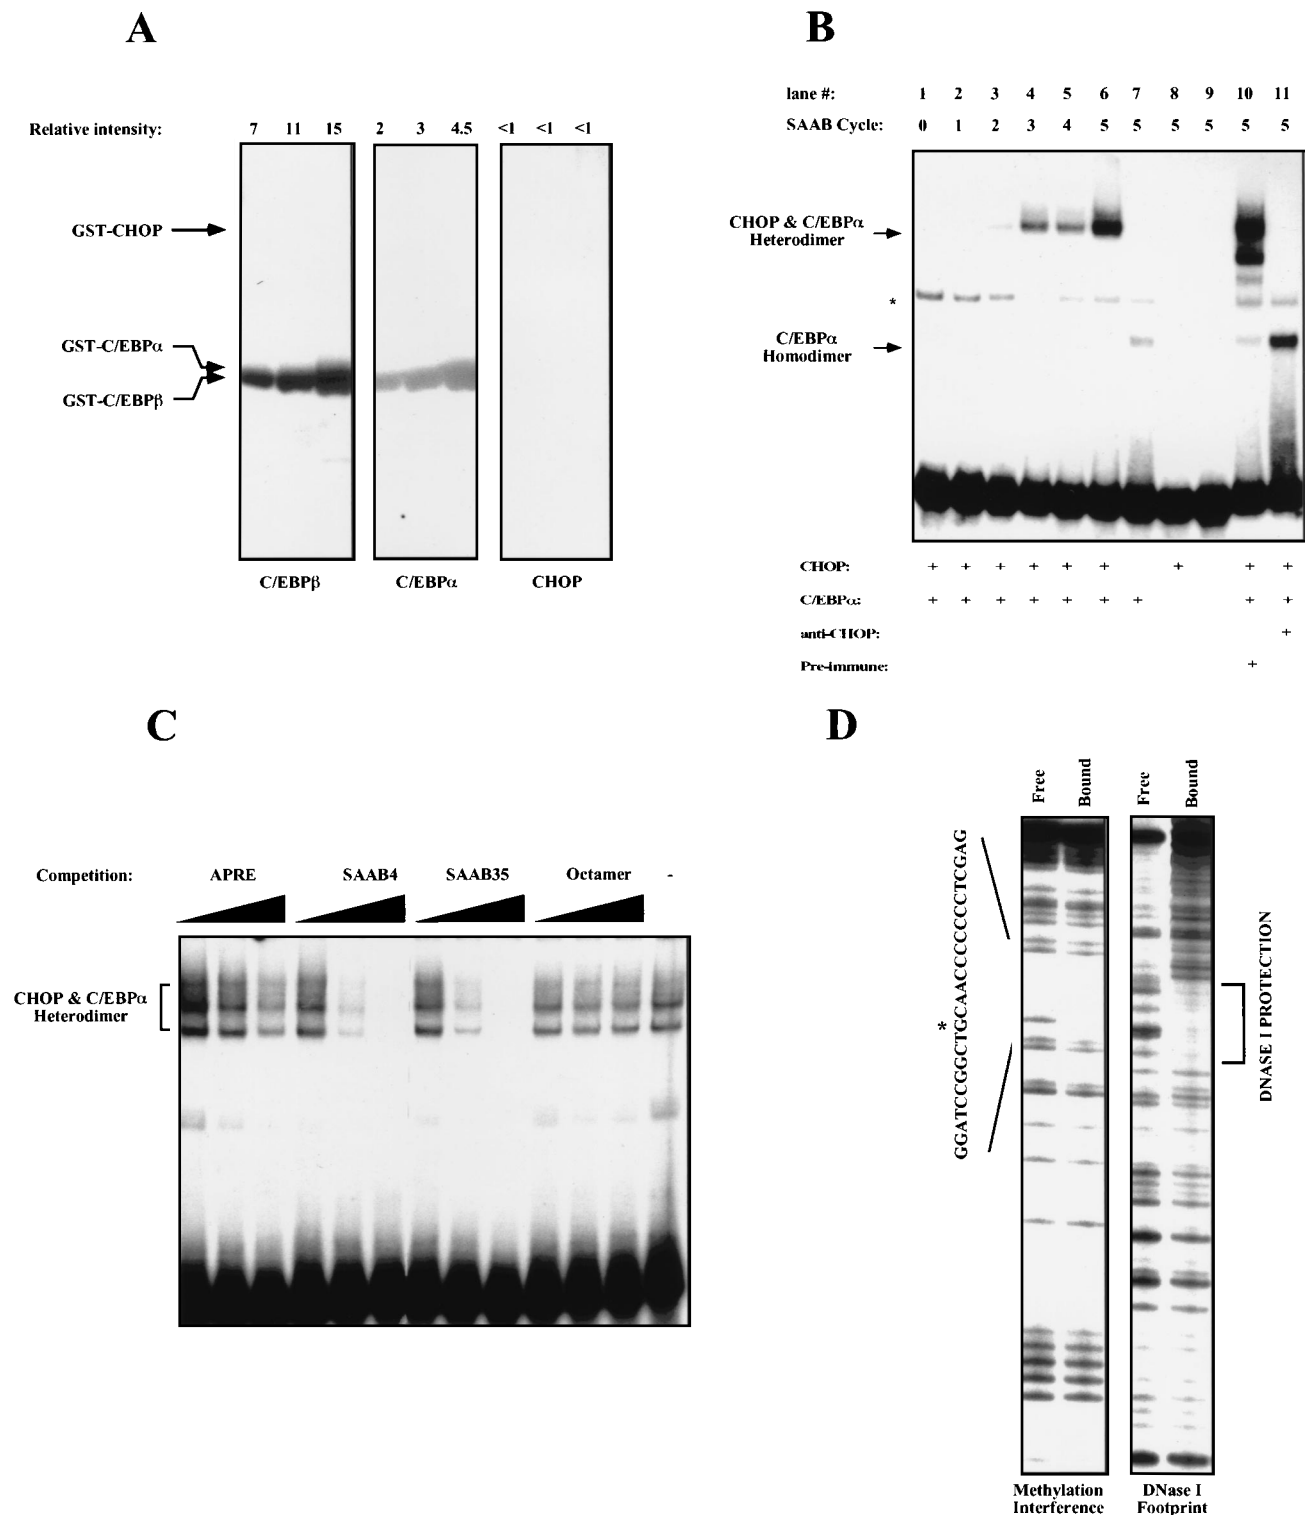 A
Relative intensity: 7 11 15 2 3 4.5 <1 <1 <1
GST-CHOP
GST-C/EBPα
GST-C/EBPβ
C/EBPβ C/EBPα CHOP
B
lane #: 1 2 3 4 5 6 7 8 9 10 11
SAAB Cycle: 0 1 2 3 4 5 5 5 5 5 5
CHOP & C/EBPα
Heterodimer
*
C/EBPα
Homodimer
CHOP: + + + + + + + + +
C/EBPα: + + + + + + + + +
anti-CHOP: +
Pre-immune: +
C
Competition: APRE SAAB4 SAAB35 Octamer -
CHOP & C/EBPα
Heterodimer
D
Free Bound Free Bound
GGATCCGGCTGCAACCCCCCCTCGAG
*
DNASE I PROTECTION
Methylation
Interference
DNase I
Footprint